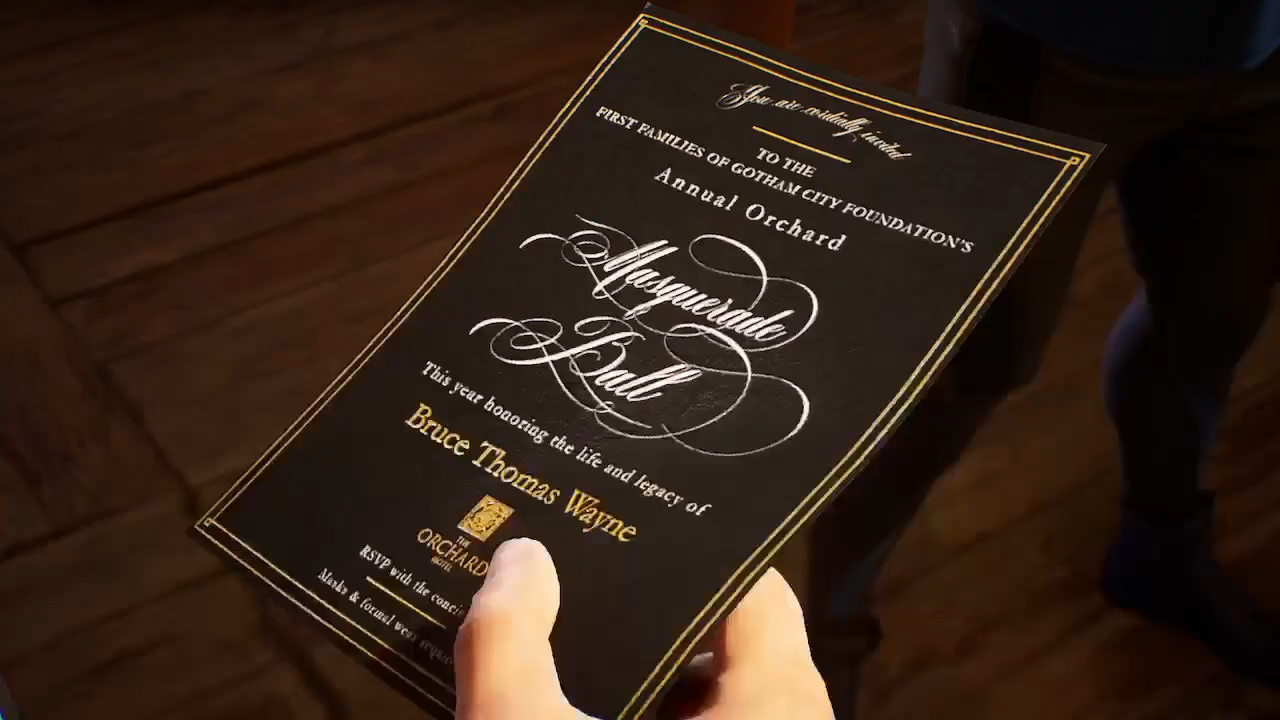 You are cordially invited
TO THE
FIRST FAMILIES OF GOTHAM CITY FOUNDATION'S
Annual Orchard
Masquerade
Ball
This year honoring the life and legacy of
Bruce Thomas Wayne
THE
ORCHARD
HOTEL
RSVP with the
Masks & formal wear